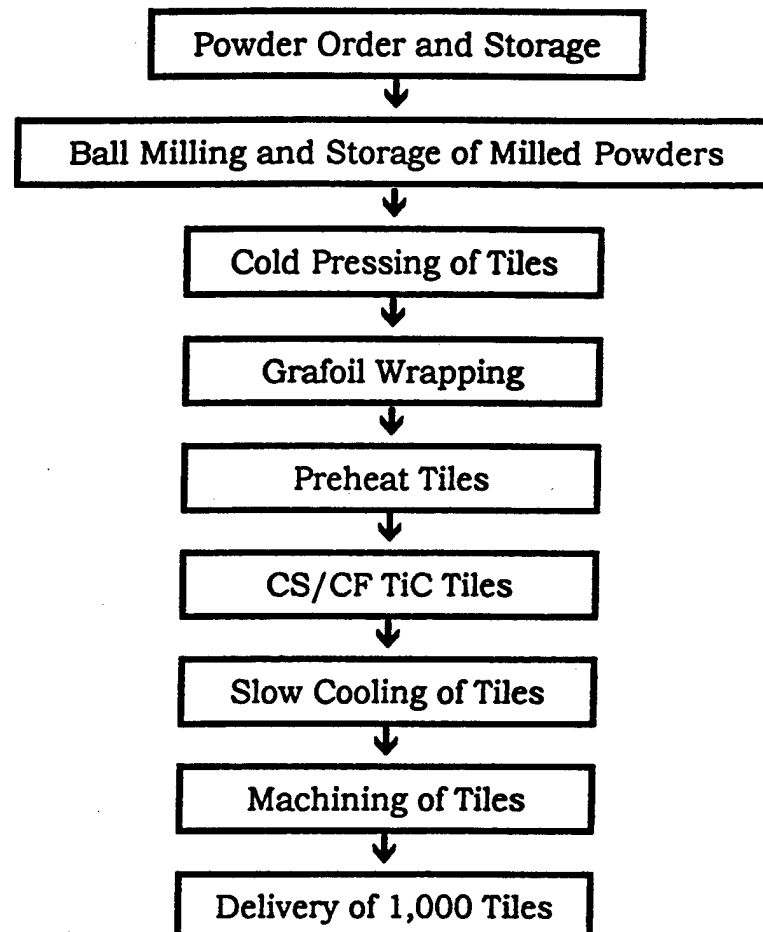 Powder Order and Storage
Ball Milling and Storage of Milled Powders
Cold Pressing of Tiles
Grafoil Wrapping
Preheat Tiles
CS/CF TiC Tiles
Slow Cooling of Tiles
Machining of Tiles
Delivery of 1,000 Tiles